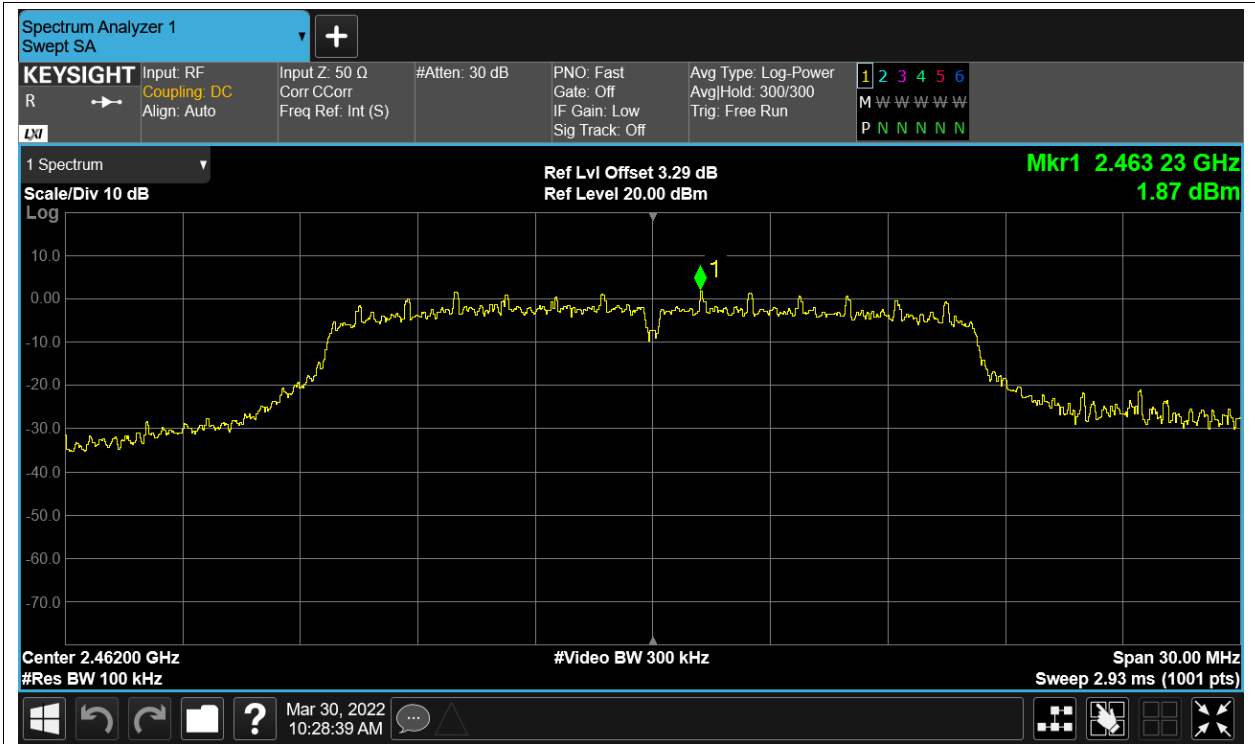 Spectrum Analyzer 1
Swept SA
KEYSIGHT
R
LXI
Input: RF
Coupling: DC
Align: Auto
Input Z: 50 Ω
Corr CCorr
Freq Ref: Int (S)
#Atten: 30 dB
PNO: Fast
Gate: Off
IF Gain: Low
Sig Track: Off
Avg Type: Log-Power
Avg|Hold: 300/300
Trig: Free Run
1 2 3 4 5 6
M W W W W W
P N N N N N
1 Spectrum
Scale/Div 10 dB
Ref Lvl Offset 3.29 dB
Ref Level 20.00 dBm
Mkr1 2.463 23 GHz
1.87 dBm
Log
10.0
0.00
-10.0
-20.0
-30.0
-40.0
-50.0
-60.0
-70.0
1
Center 2.46200 GHz
#Res BW 100 kHz
#Video BW 300 kHz
Span 30.00 MHz
Sweep 2.93 ms (1001 pts)
?
Mar 30, 2022
10:28:39 AM